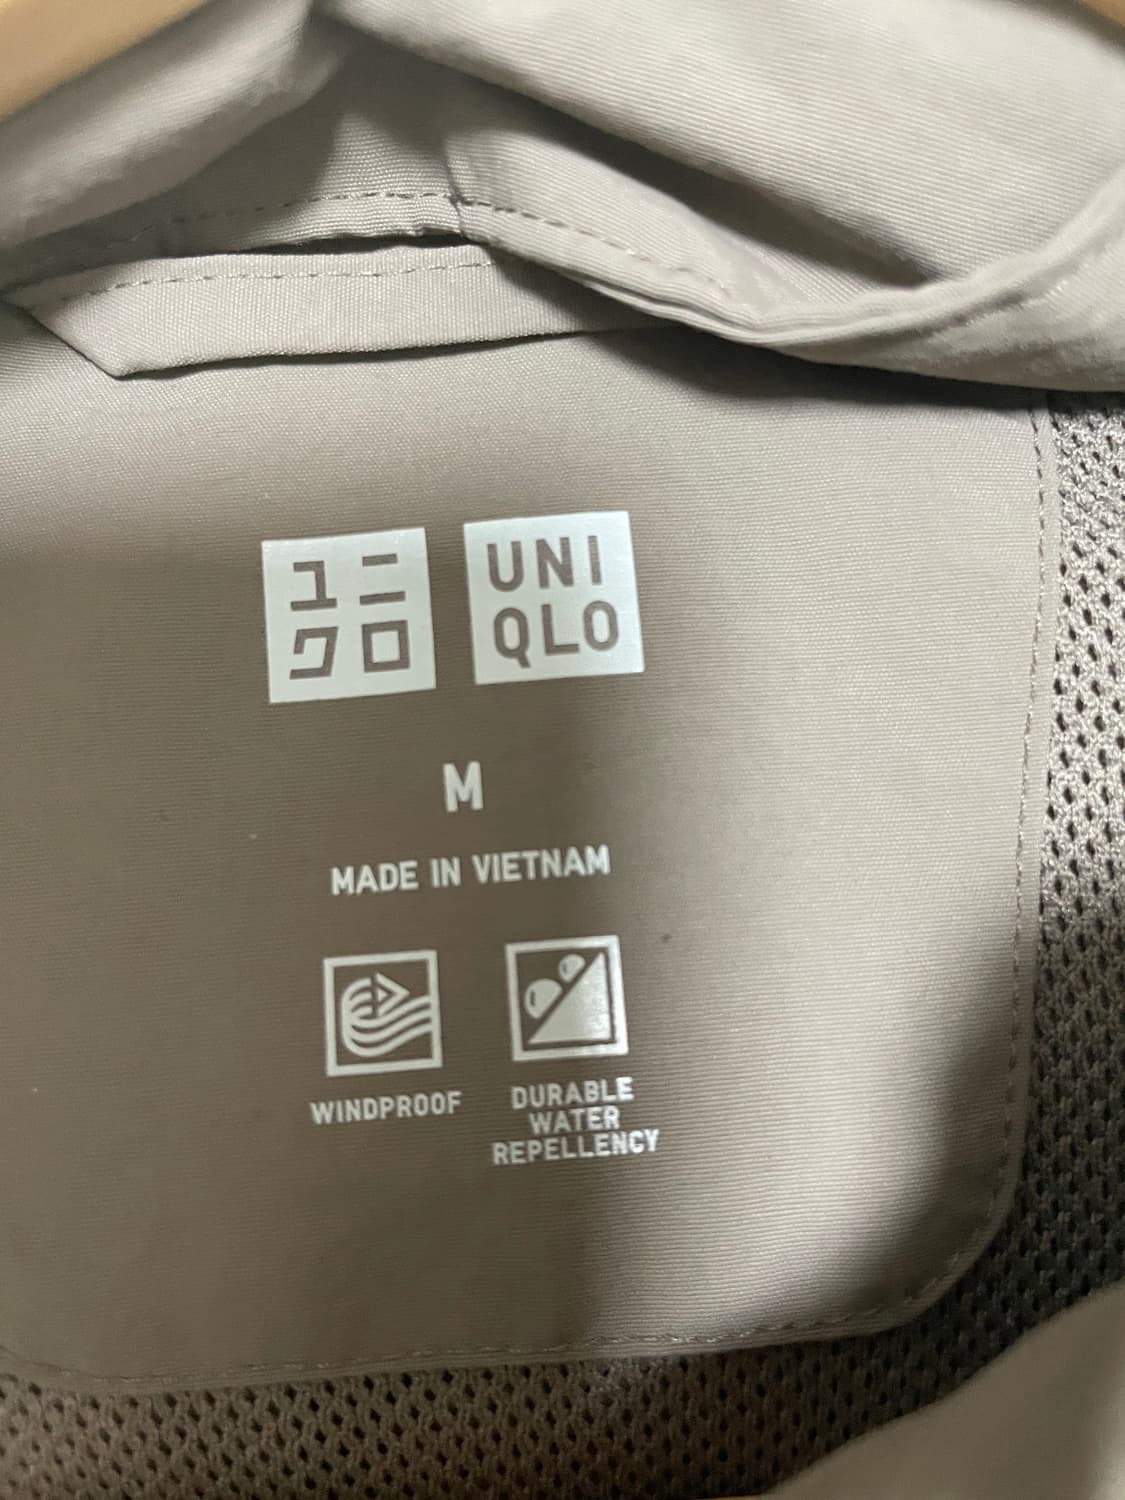 ユニ
クロ
UNI
QLO
M
MADE IN VIETNAM
WINDPROOF
DURABLE
WATER
REPELLENCY